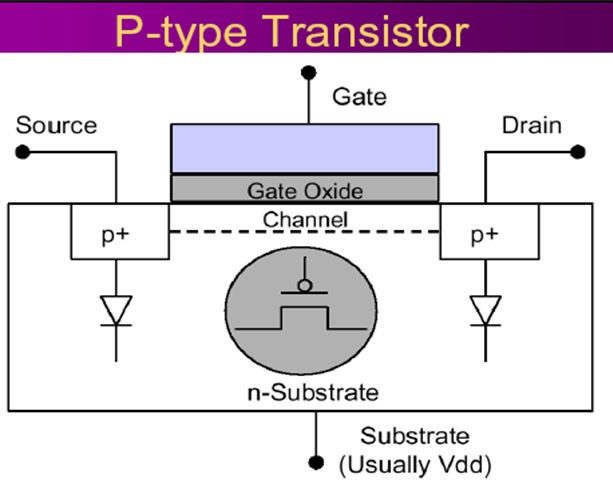 P-type Transistor
Gate
Source
Drain
Gate Oxide
Channel
p+
p+
n-Substrate
Substrate
(Usually Vdd)